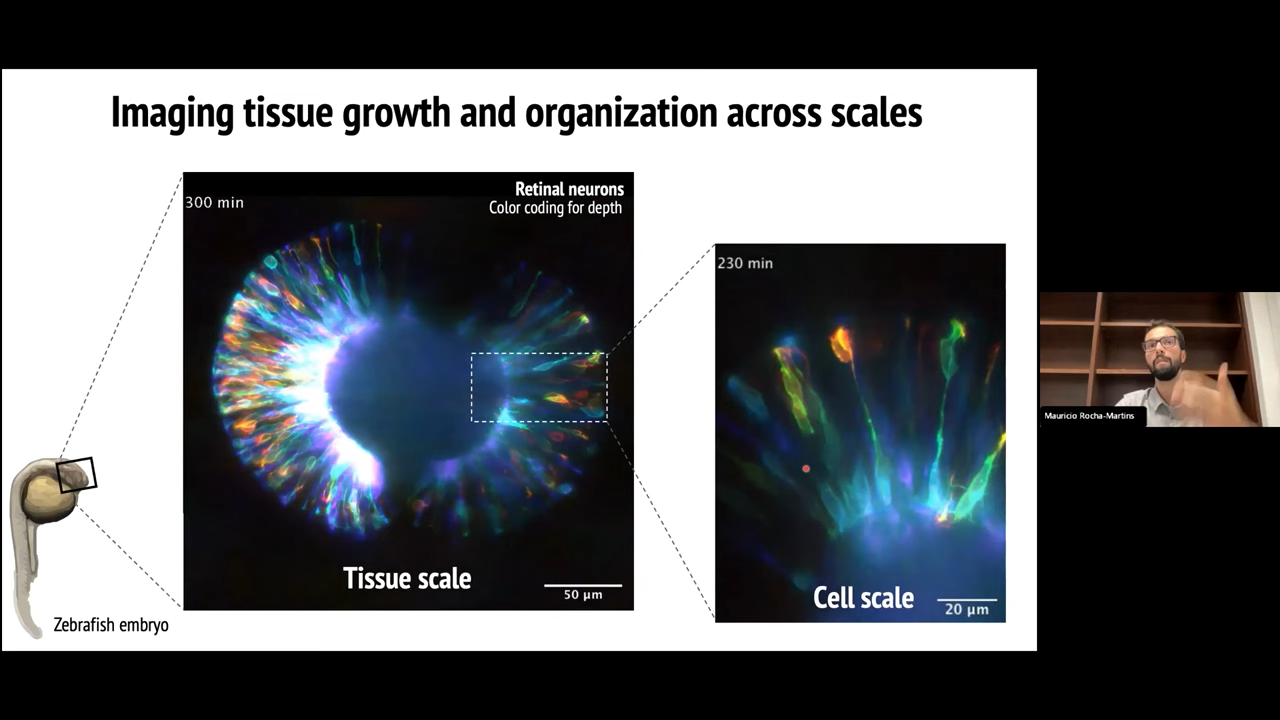 Imaging tissue growth and organization across scales
300 min
Retinal neurons
Color coding for depth
Tissue scale
50 µm
Zebrafish embryo
230 min
Cell scale
20 µm
Mauricio Rocha-Martins